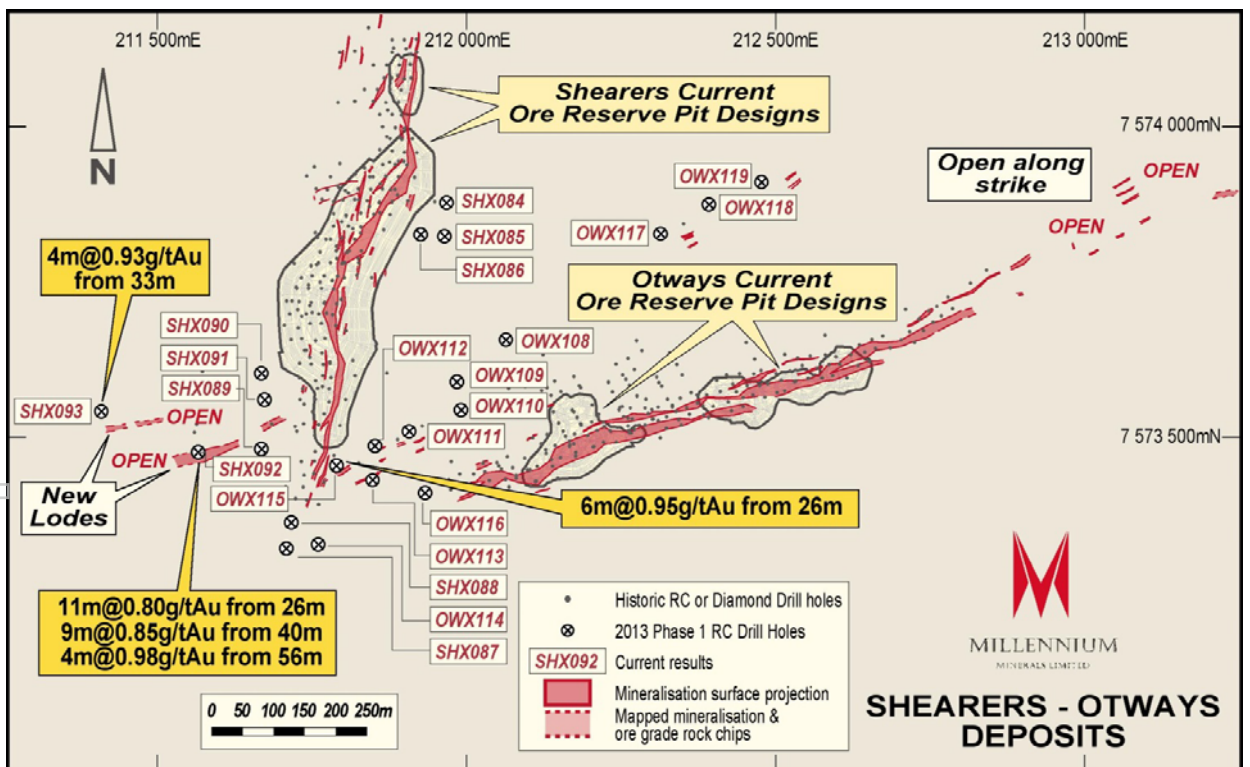 211 500mE
212 000mE
212 500mE
213 000mE
Shearers Current
Ore Reserve Pit Designs
7 574 000mN
N
Open along
strike
OPEN
OPEN
OWX119
OWX118
OWX117
SHX084
SHX085
SHX086
4m@0.93g/tAu
from 33m
Otways Current
Ore Reserve Pit Designs
SHX090
SHX091
SHX089
OWX112
OWX108
OWX109
OWX110
OWX111
SHX093
OPEN
7 573 500mN
OPEN
SHX092
New
Lodes
OWX115
6m@0.95g/tAu from 26m
OWX116
OWX113
SHX088
OWX114
SHX087
11m@0.80g/tAu from 26m
9m@0.85g/tAu from 40m
4m@0.98g/tAu from 56m
Historic RC or Diamond Drill holes
2013 Phase 1 RC Drill Holes
SHX092 Current results
Mineralisation surface projection
Mapped mineralisation &
ore grade rock chips
0 50 100 150 200 250m
MILLENNIUM
MINERALS LIMITED
SHEARERS - OTWAYS
DEPOSITS